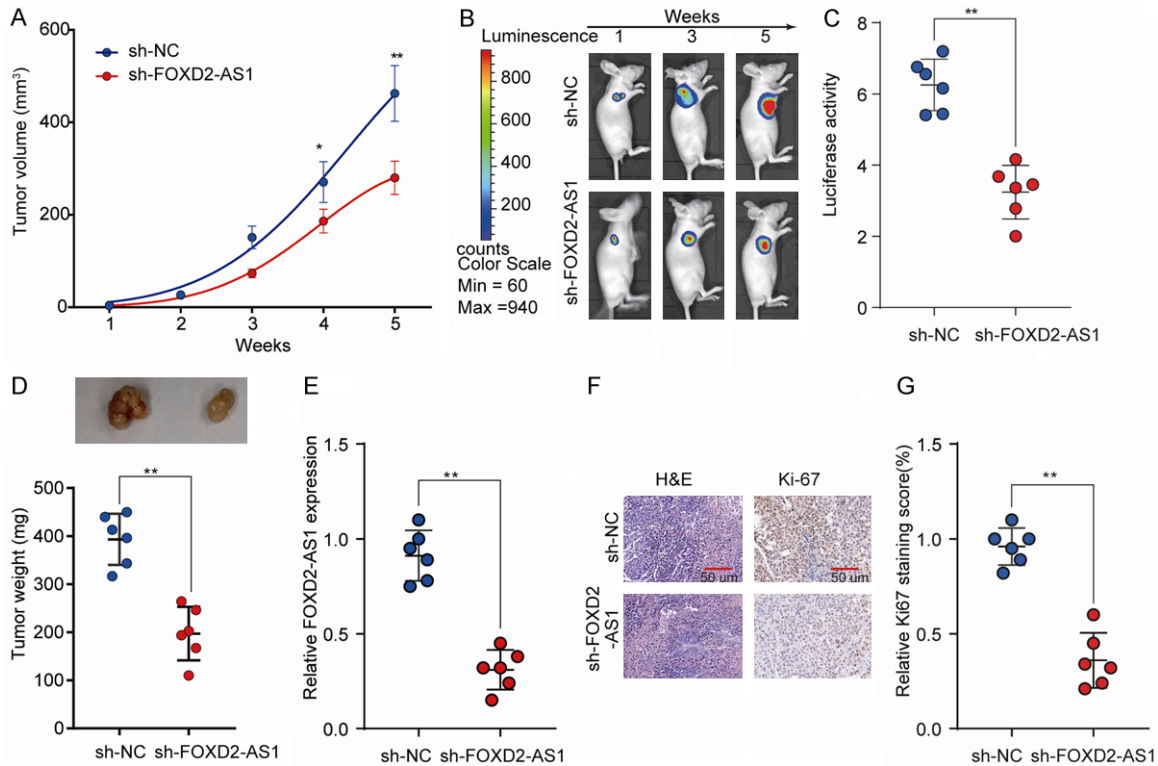 A
Tumor volume (mm³)
600
400
200
0
sh-NC
sh-FOXD2-AS1
*
**
1 2 3 4 5
Weeks
B
Weeks
Luminescence 1 3 5
800
600
400
200
counts
Color Scale
Min = 60
Max =940
sh-NC
sh-FOXD2-AS1
C
Luciferase activity
8
6
4
2
0
**
sh-NC sh-FOXD2-AS1
D
Tumor weight (mg)
500
400
300
200
100
0
**
sh-NC sh-FOXD2-AS1
E
Relative FOXD2-AS1 expression
1.5
1.0
0.5
0.0
**
sh-NC sh-FOXD2-AS1
F
H&E Ki-67
sh-NC
50 um 50 um
sh-FOXD2
-AS1
G
Relative Ki67 staining score(%)
1.5
1.0
0.5
0.0
**
sh-NC sh-FOXD2-AS1